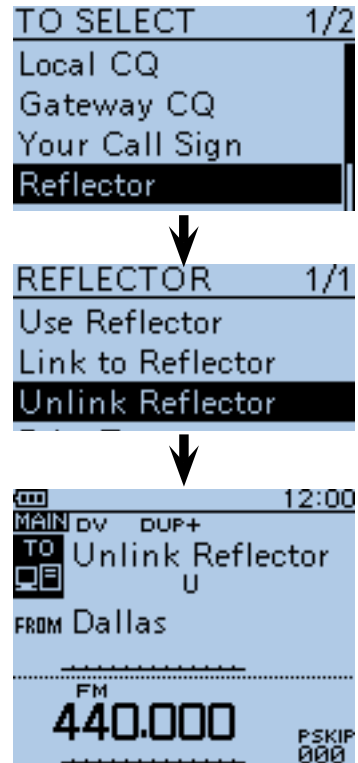 TO SELECT 1/2
Local CQ
Gateway CQ
Your Call Sign
Reflector
REFLECTOR 1/1
Use Reflector
Link to Reflector
Unlink Reflector
12:00
MAIN DV DUP+
TO Unlink Reflector
U
FROM Dallas
FM
440.000 PSKIP
000